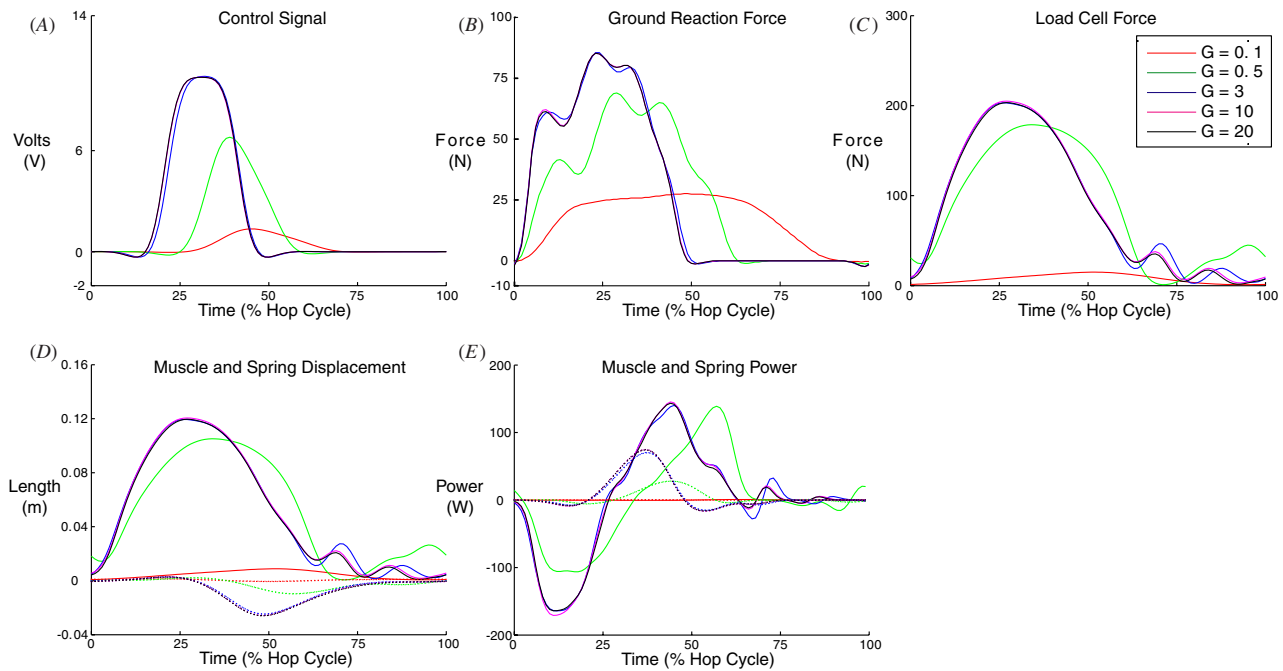 (A) Control Signal
14
6
0
-2
Volts
(V)
0 25 50 75 100
Time (% Hop Cycle)
(B) Ground Reaction Force
100
75
50
25
0
-10
Force
(N)
0 25 50 75 100
Time (% Hop Cycle)
(C) Load Cell Force
300
200
100
0
Force
(N)
0 25 50 75 100
Time (% Hop Cycle)
G = 0. 1
G = 0. 5
G = 3
G = 10
G = 20
(D) Muscle and Spring Displacement
0.16
0.12
0.08
0.04
0
-0.04
Length
(m)
0 25 50 75 100
Time (% Hop Cycle)
(E) Muscle and Spring Power
200
100
0
-100
-200
Power
(W)
0 25 50 75 100
Time (% Hop Cycle)